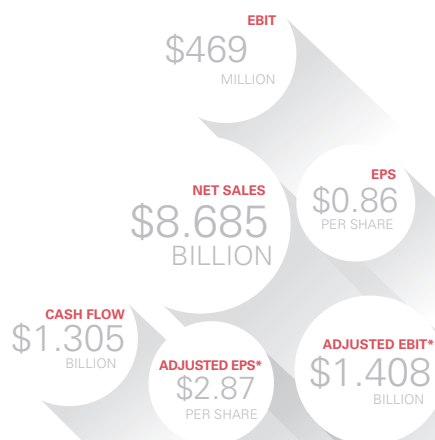 EBIT
$469
MILLION
NET SALES
$8.685
BILLION
EPS
$0.86
PER SHARE
CASH FLOW
$1.305
BILLION
ADJUSTED EPS*
$2.87
PER SHARE
ADJUSTED EBIT*
$1.408
BILLION